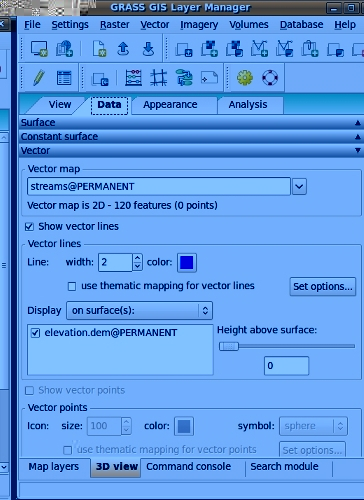 GRASS GIS Layer Manager
File Settings Raster Vector Imagery Volumes Database Help
View Data Appearance Analysis
Surface
Constant surface
Vector
Vector map
streams@PERMANENT
Vector map is 2D - 120 features (0 points)
Show vector lines
Vector lines
Line: width: 2 color:
use thematic mapping for vector lines Set options...
Display on surface(s):
elevation.dem@PERMANENT Height above surface:
0
Show vector points
Vector points
Icon: size: 100 color: symbol: sphere
use thematic mapping for vector points Set options...
Map layers 3D view Command console Search module